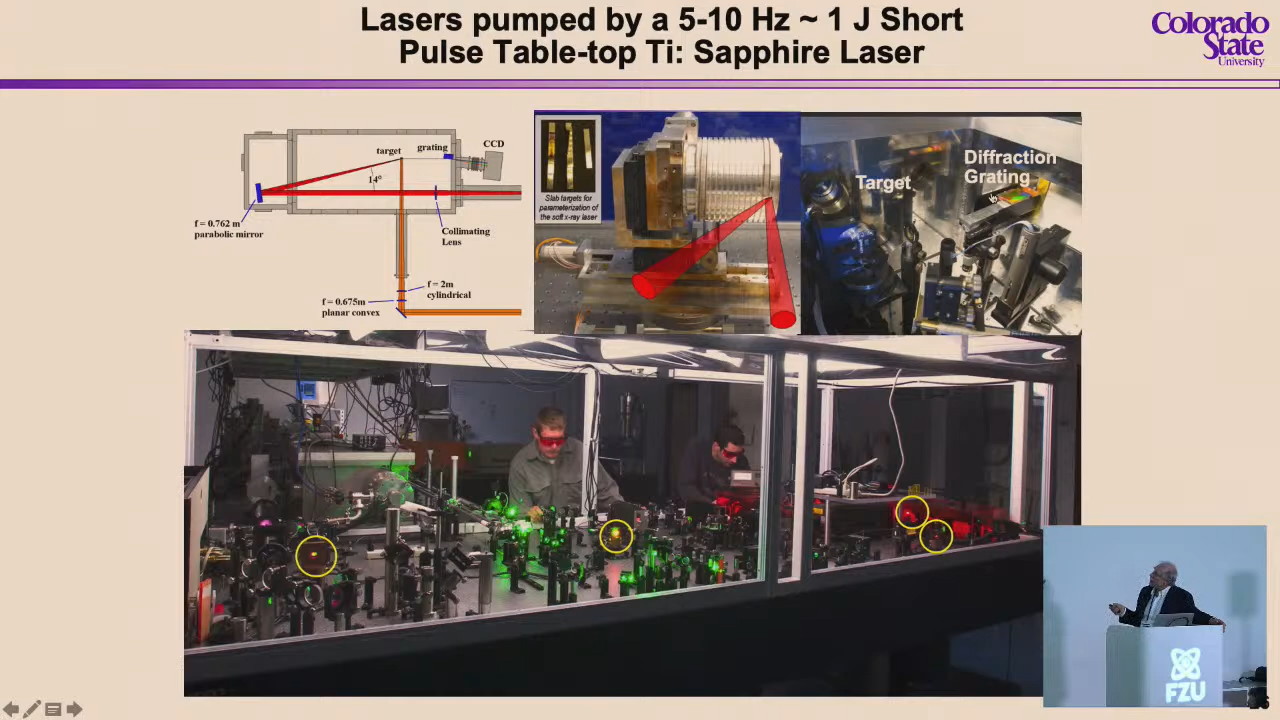 Lasers pumped by a 5-10 Hz ~ 1 J Short
Pulse Table-top Ti: Sapphire Laser
Colorado
State
University
target
grating
CCD
14°
f = 0.762 m
parabolic mirror
Collimating
Lens
f = 2m
cylindrical
f = 0.675m
planar convex
Slab targets for
parameterization of
the soft x-ray laser
Target
Diffraction
Grating
FZU